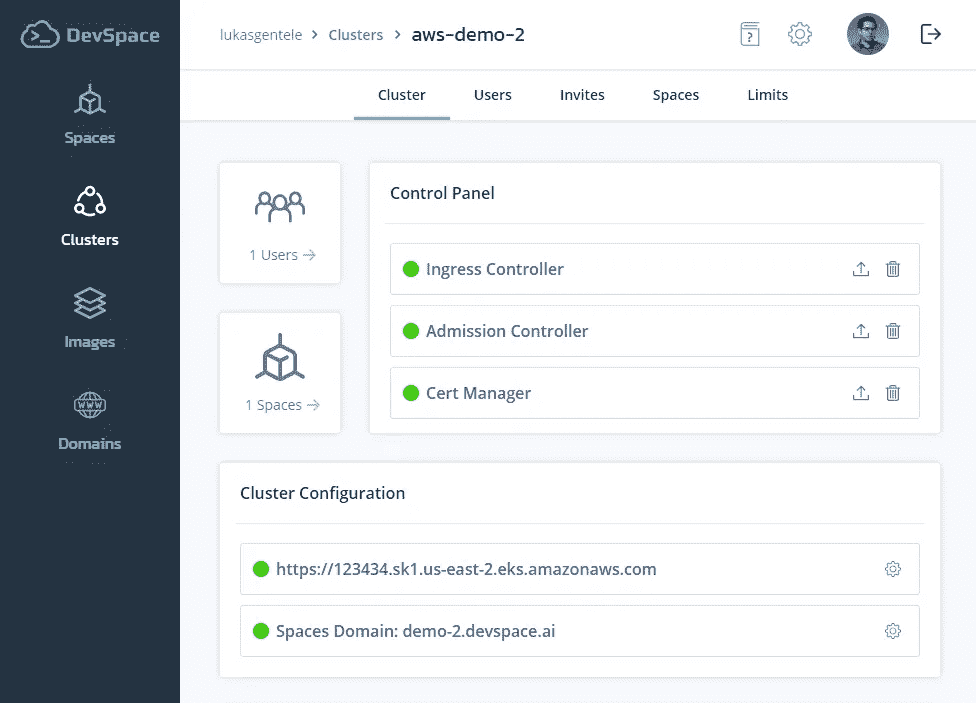 DevSpace
lukasgentele > Clusters > aws-demo-2
?
Cluster Users Invites Spaces Limits
Spaces
Clusters
Images
WWW
Domains
1 Users →
1 Spaces →
Control Panel
Ingress Controller
Admission Controller
Cert Manager
Cluster Configuration
https://123434.sk1.us-east-2.eks.amazonaws.com
Spaces Domain: demo-2.devspace.ai